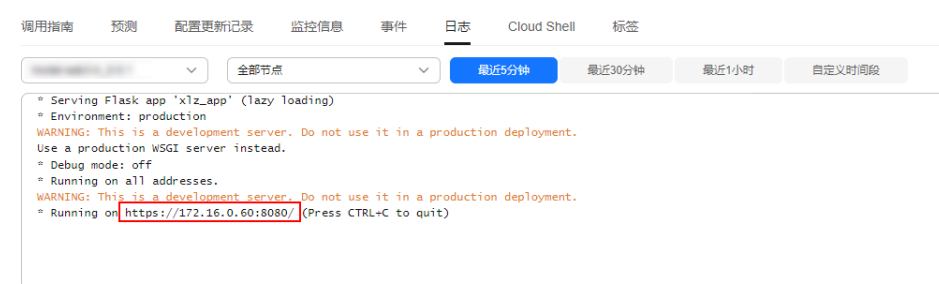 调用指南 预测 配置更新记录 监控信息 事件 日志 Cloud Shell 标签
全部节点 最近5分钟 最近30分钟 最近1小时 自定义时间段
* Serving Flask app 'xlz_app' (lazy loading)
* Environment: production
WARNING: This is a development server. Do not use it in a production deployment.
Use a production WSGI server instead.
* Debug mode: off
* Running on all addresses.
WARNING: This is a development server. Do not use it in a production deployment.
* Running on https://172.16.0.60:8080/ (Press CTRL+C to quit)